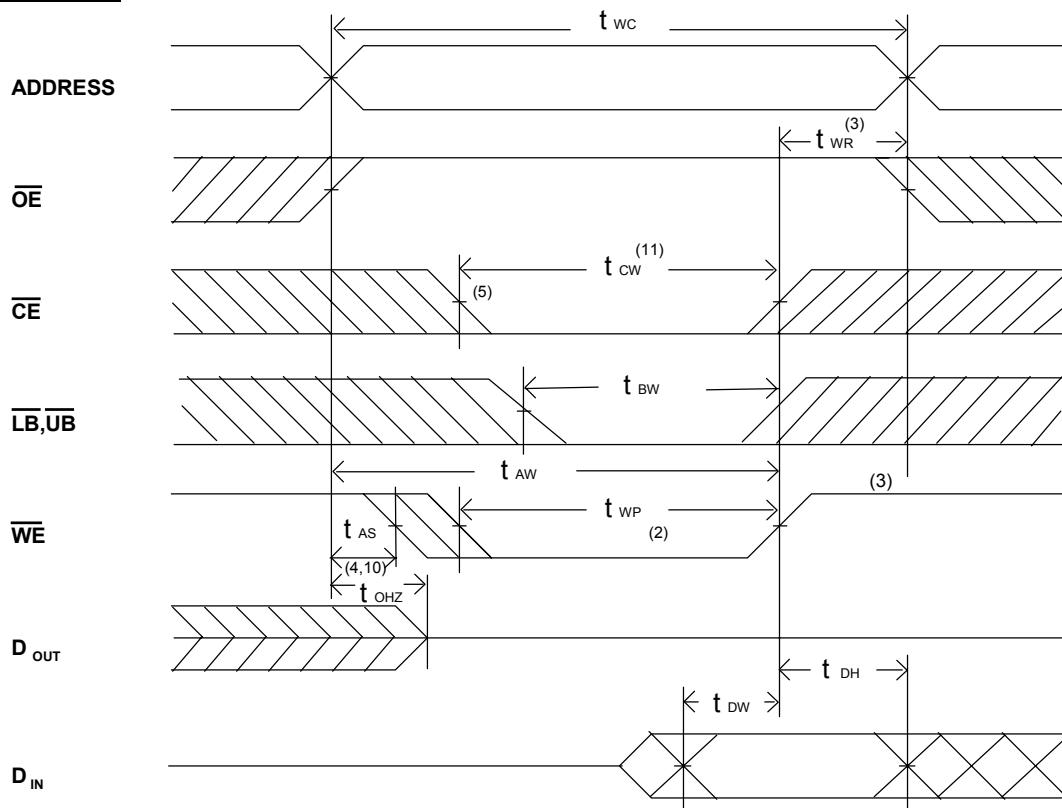 t WC
ADDRESS
t WR (3)
OE
t CW (11)
CE
(5)
LB,UB
t BW
t AW
(3)
WE
t AS
t WP (2)
(4,10)
t OHZ
D OUT
t DH
t DW
D IN